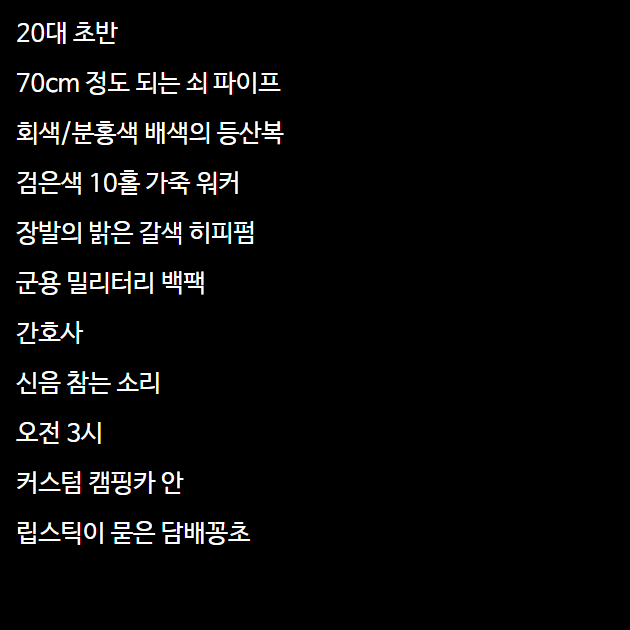 20대 초반
70cm 정도 되는 쇠 파이프
회색/분홍색 배색의 등산복
검은색 10홀 가죽 워커
장발의 밝은 갈색 히피펌
군용 밀리터리 백팩
간호사
신음 참는 소리
오전 3시
커스텀 캠핑카 안
립스틱이 묻은 담배꽁초